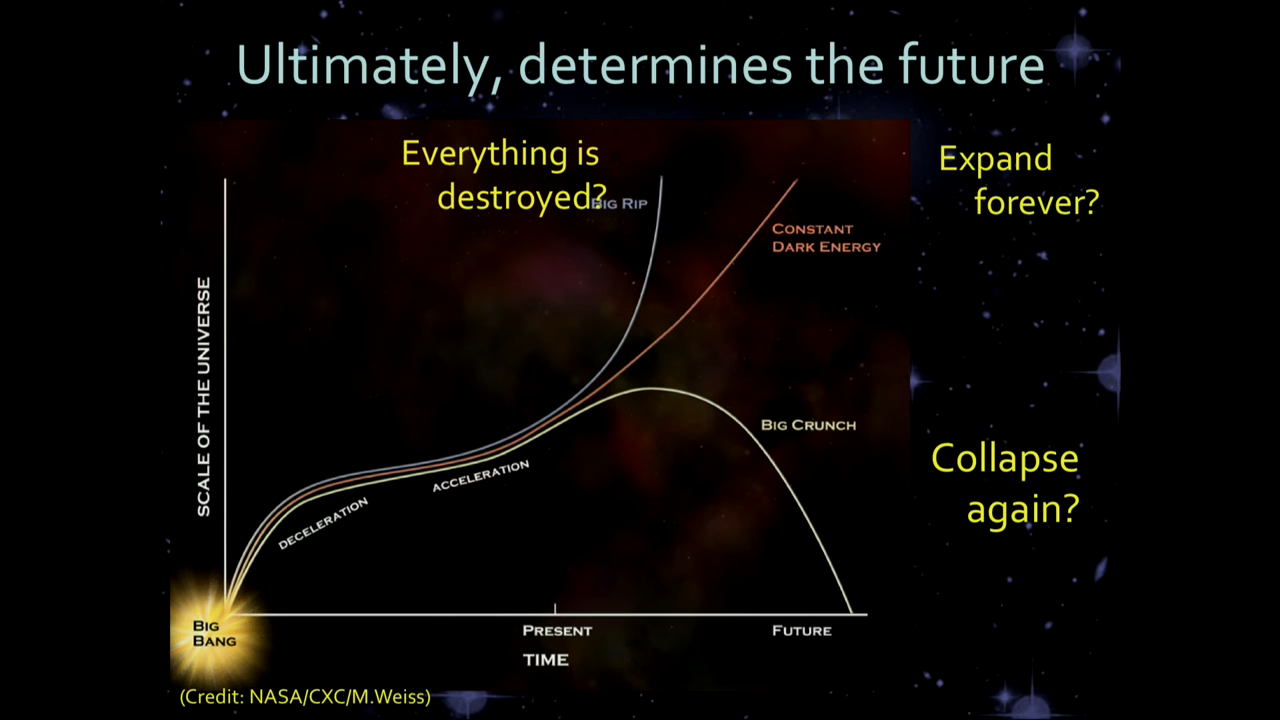 Ultimately, determines the future
Everything is
destroyed?
BIG RIP
Expand
forever?
CONSTANT
DARK ENERGY
SCALE OF THE UNIVERSE
BIG CRUNCH
Collapse
again?
ACCELERATION
DECELERATION
BIG
BANG
PRESENT
FUTURE
TIME
(Credit: NASA/CXC/M.Weiss)